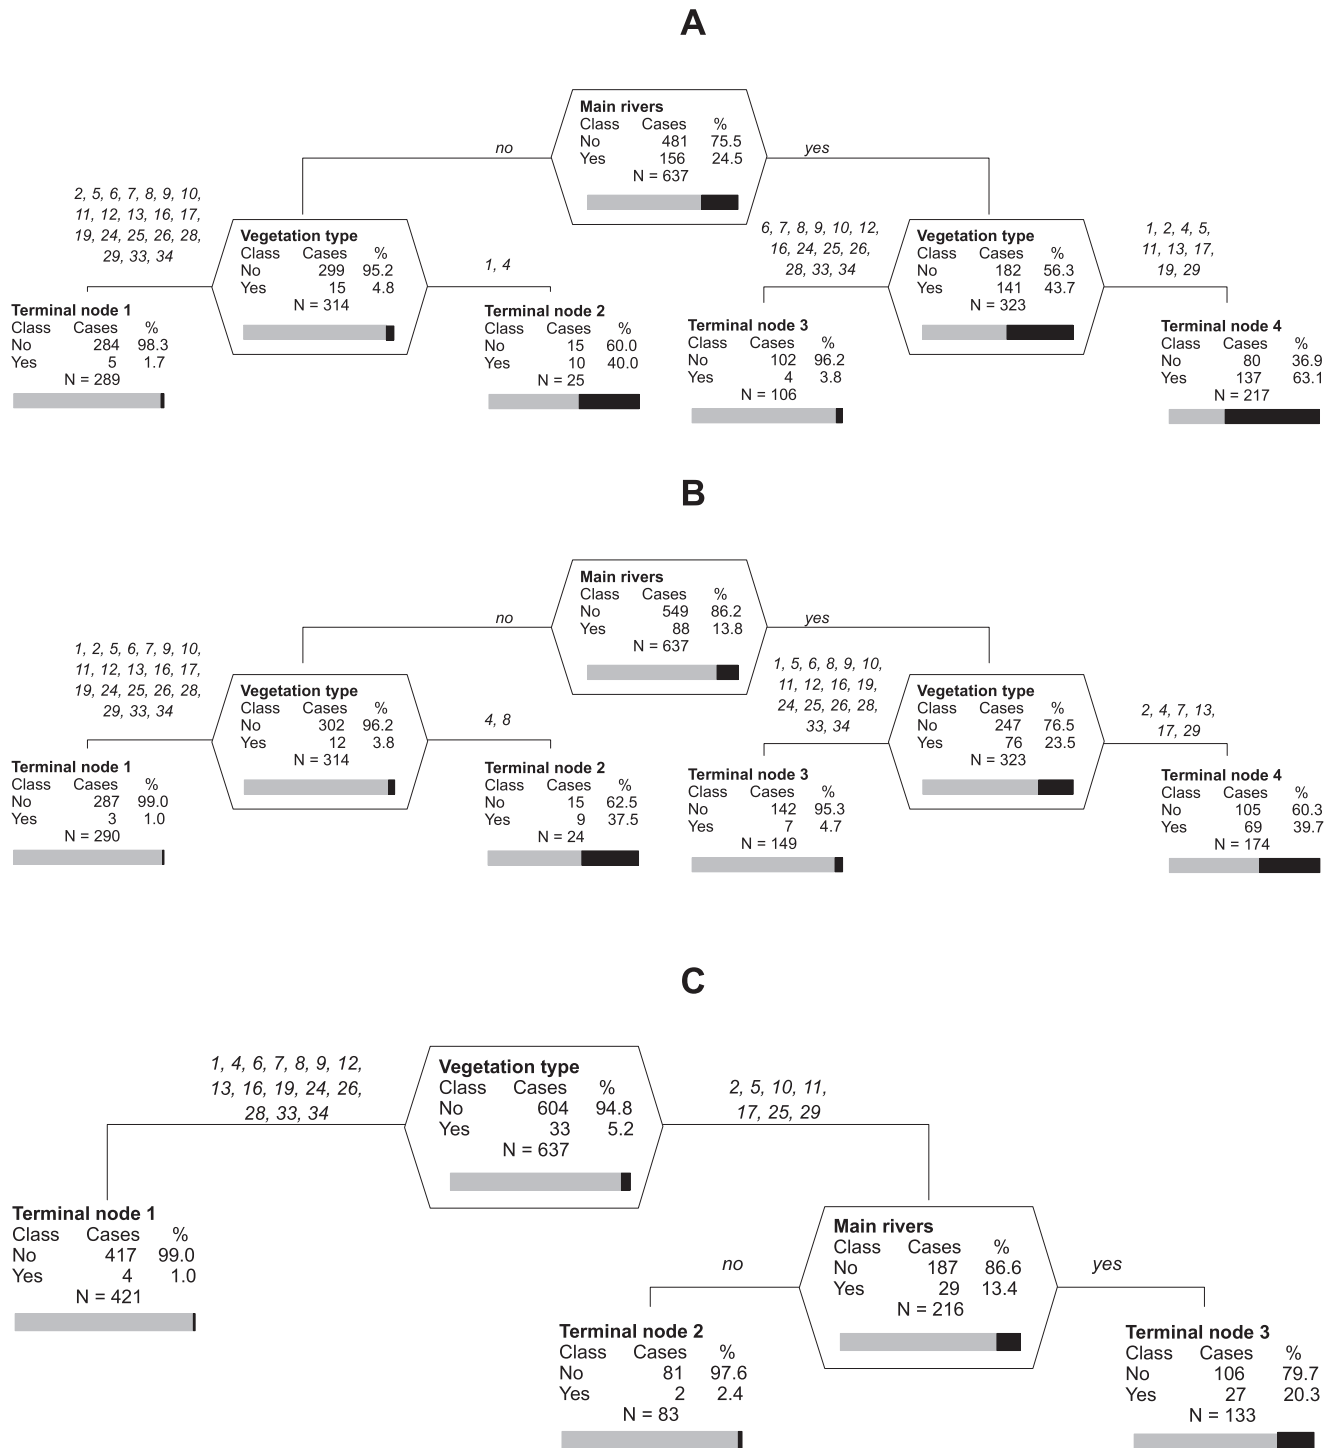 A
Main rivers
Class Cases %
No 481 75.5
Yes 156 24.5
N = 637
no
yes
2, 5, 6, 7, 8, 9, 10,
11, 12, 13, 16, 17,
19, 24, 25, 26, 28,
29, 33, 34
Vegetation type
Class Cases %
No 299 95.2
Yes 15 4.8
N = 314
1, 4
6, 7, 8, 9, 10, 12,
16, 24, 25, 26,
28, 33, 34
Vegetation type
Class Cases %
No 182 56.3
Yes 141 43.7
N = 323
1, 2, 4, 5,
11, 13, 17,
19, 29
Terminal node 1
Class Cases %
No 284 98.3
Yes 5 1.7
N = 289
Terminal node 2
Class Cases %
No 15 60.0
Yes 10 40.0
N = 25
Terminal node 3
Class Cases %
No 102 96.2
Yes 4 3.8
N = 106
Terminal node 4
Class Cases %
No 80 36.9
Yes 137 63.1
N = 217
B
Main rivers
Class Cases %
No 549 86.2
Yes 88 13.8
N = 637
no
yes
1, 2, 5, 6, 7, 9, 10,
11, 12, 13, 16, 17,
19, 24, 25, 26, 28,
29, 33, 34
Vegetation type
Class Cases %
No 302 96.2
Yes 12 3.8
N = 314
4, 8
1, 5, 6, 8, 9, 10,
11, 12, 16, 19,
24, 25, 26, 28,
33, 34
Vegetation type
Class Cases %
No 247 76.5
Yes 76 23.5
N = 323
2, 4, 7, 13,
17, 29
Terminal node 1
Class Cases %
No 287 99.0
Yes 3 1.0
N = 290
Terminal node 2
Class Cases %
No 15 62.5
Yes 9 37.5
N = 24
Terminal node 3
Class Cases %
No 142 95.3
Yes 7 4.7
N = 149
Terminal node 4
Class Cases %
No 105 60.3
Yes 69 39.7
N = 174
C
1, 4, 6, 7, 8, 9, 12,
13, 16, 19, 24, 26,
28, 33, 34
Vegetation type
Class Cases %
No 604 94.8
Yes 33 5.2
N = 637
2, 5, 10, 11,
17, 25, 29
Terminal node 1
Class Cases %
No 417 99.0
Yes 4 1.0
N = 421
Main rivers
Class Cases %
No 187 86.6
Yes 29 13.4
N = 216
no
yes
Terminal node 2
Class Cases %
No 81 97.6
Yes 2 2.4
N = 83
Terminal node 3
Class Cases %
No 106 79.7
Yes 27 20.3
N = 133